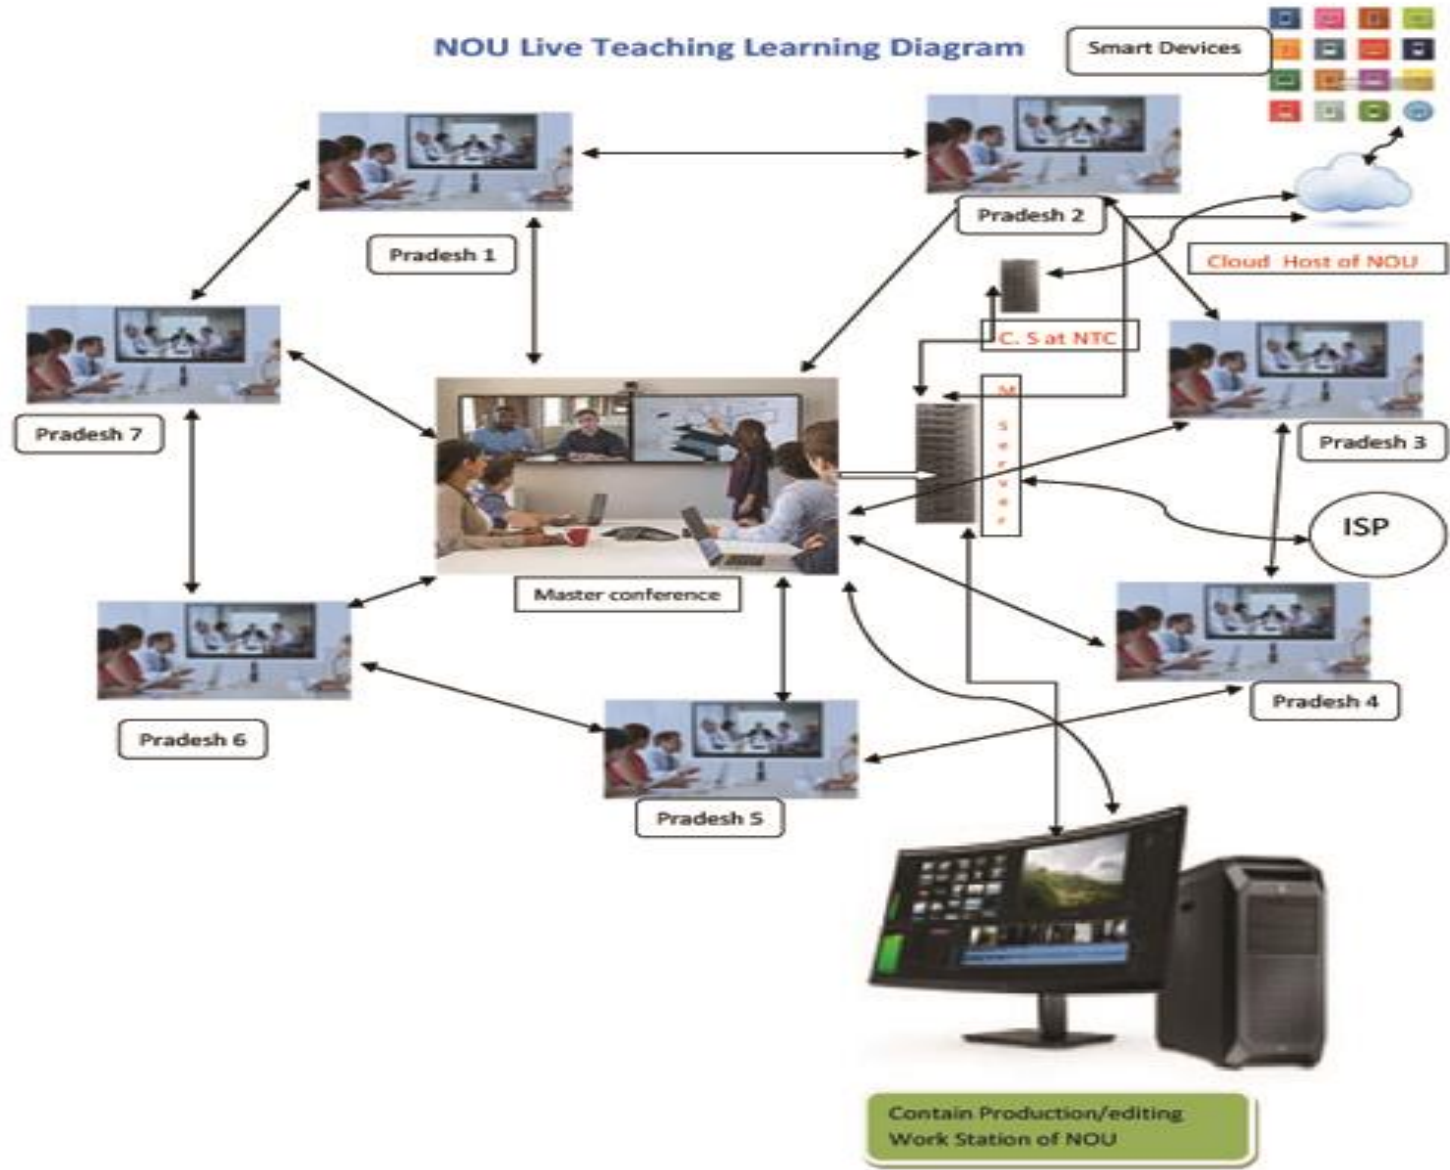 NOU Live Teaching Learning Diagram
Smart Devices
Pradesh 2
Pradesh 1
Cloud Host of NOU
C. S at NTC
M server
Pradesh 7
Pradesh 3
ISP
Master conference
Pradesh 4
Pradesh 6
Pradesh 5
Contain Production/editing
Work Station of NOU